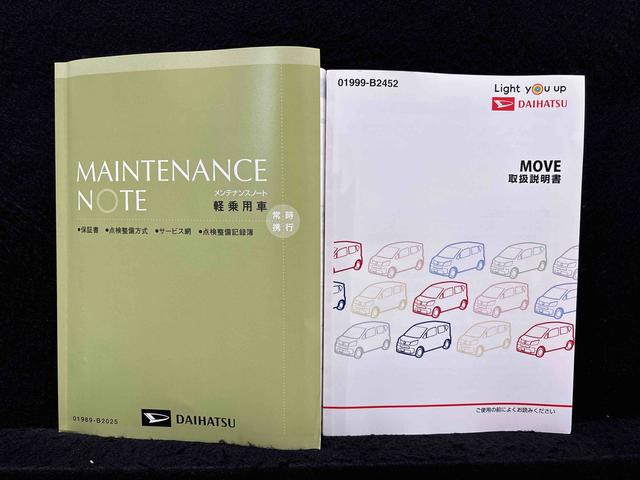 MAINTENANCE
NOTE
メンテナンスノート
軽乗用車
●保証書 ●点検整備方式 ●サービス網 ●点検整備記録簿
常時
携行
01989-B2025
DAIHATSU
01999-B2452
Light you up
DAIHATSU
MOVE
取扱説明書
ご使用の前によくお読みください